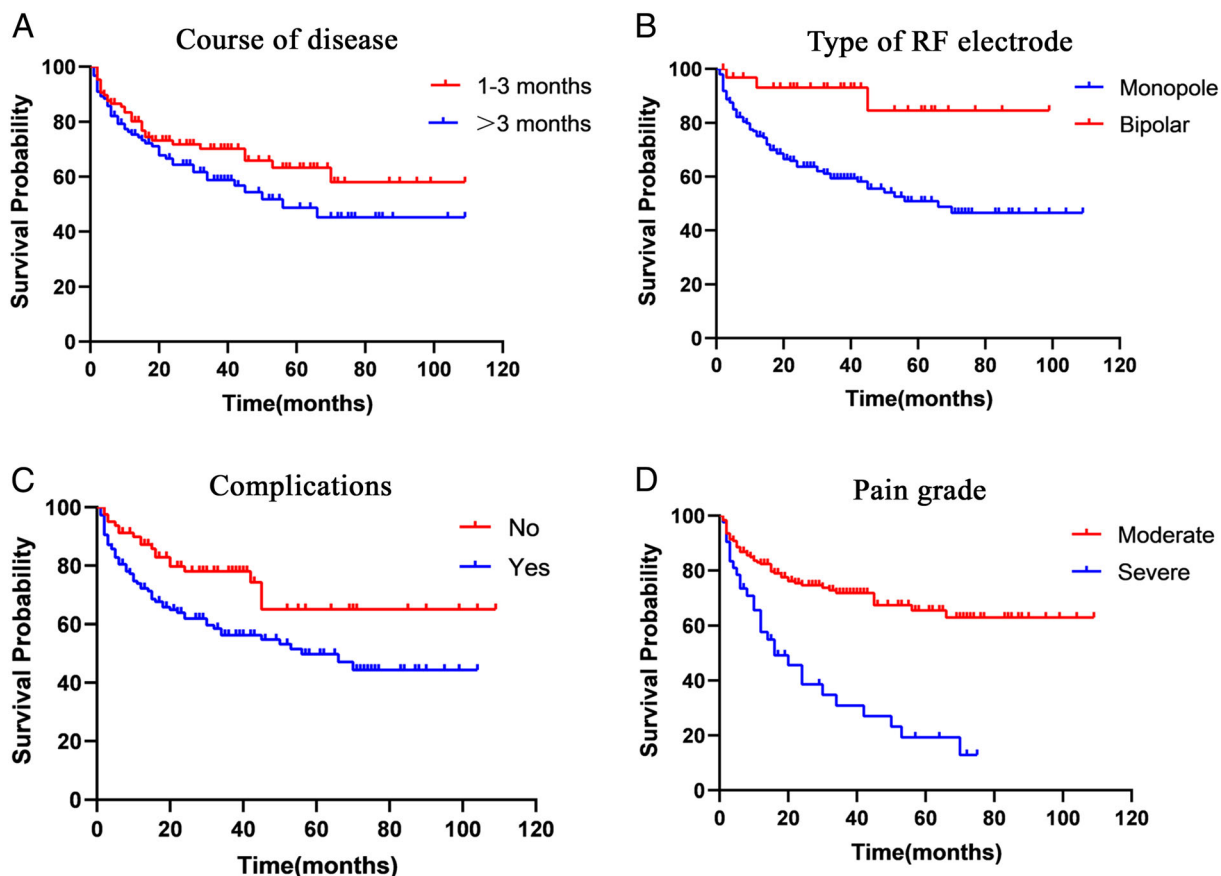 A
Course of disease
1-3 months
>3 months
Survival Probability
100
80
60
40
20
0
0 20 40 60 80 100 120
Time(months)
B
Type of RF electrode
Monopole
Bipolar
Survival Probability
100
80
60
40
20
0
0 20 40 60 80 100 120
Time(months)
C
Complications
No
Yes
Survival Probability
100
80
60
40
20
0
0 20 40 60 80 100 120
Time(months)
D
Pain grade
Moderate
Severe
Survival Probability
100
80
60
40
20
0
0 20 40 60 80 100 120
Time(months)